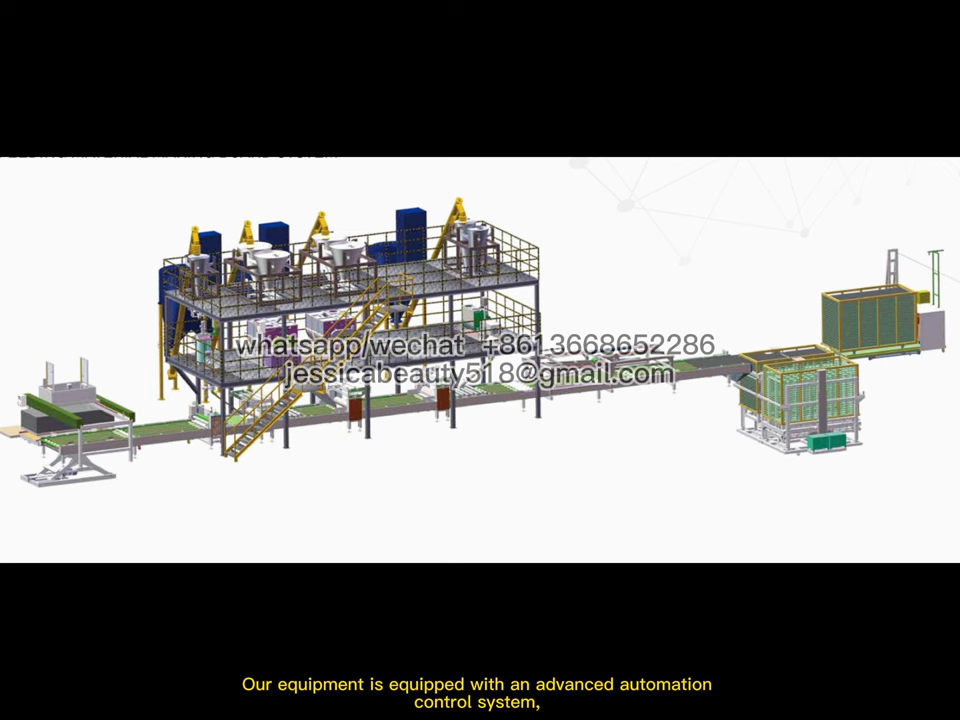 whatsapp/wechat +8613668652286
jessicabeauty518@gmail.com
Our equipment is equipped with an advanced automation
control system,